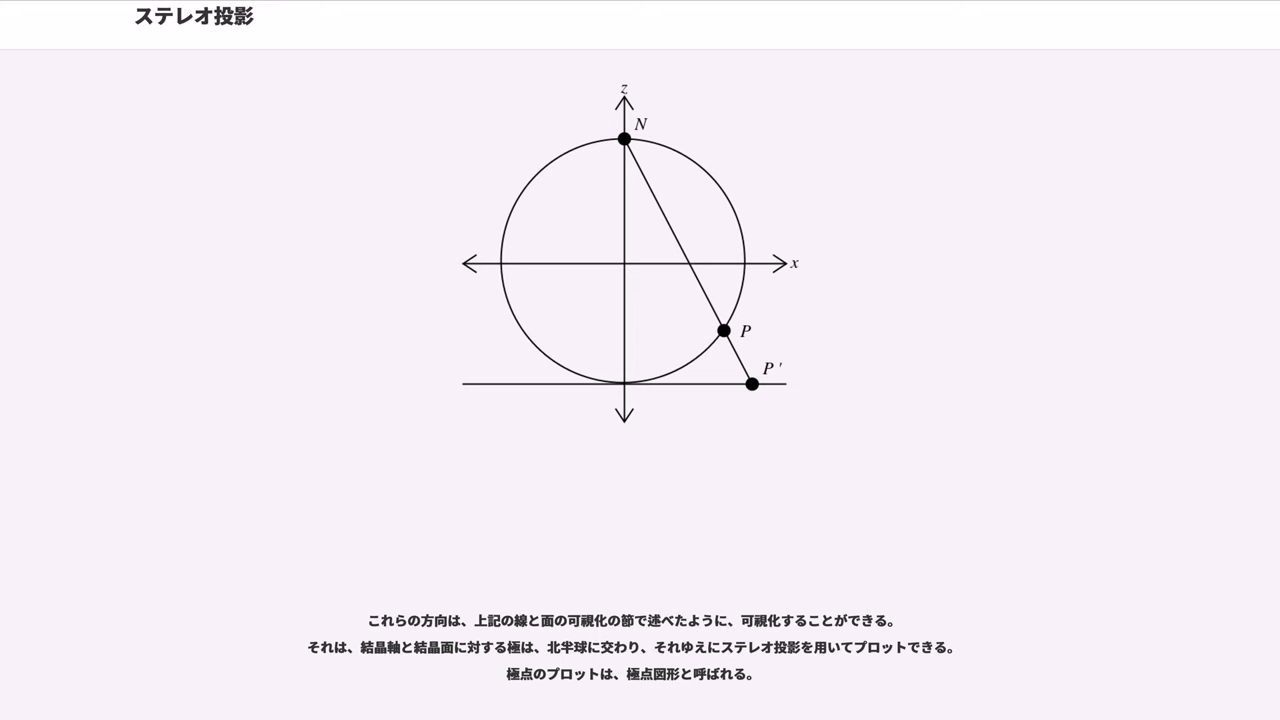 ステレオ投影
z
N
x
P
P '
これらの方向は、上記の線と面の可視化の節で述べたように、可視化することができる。
それは、結晶軸と結晶面に対する極は、北半球に交わり、それゆえにステレオ投影を用いてプロットできる。
極点のプロットは、極点図形と呼ばれる。